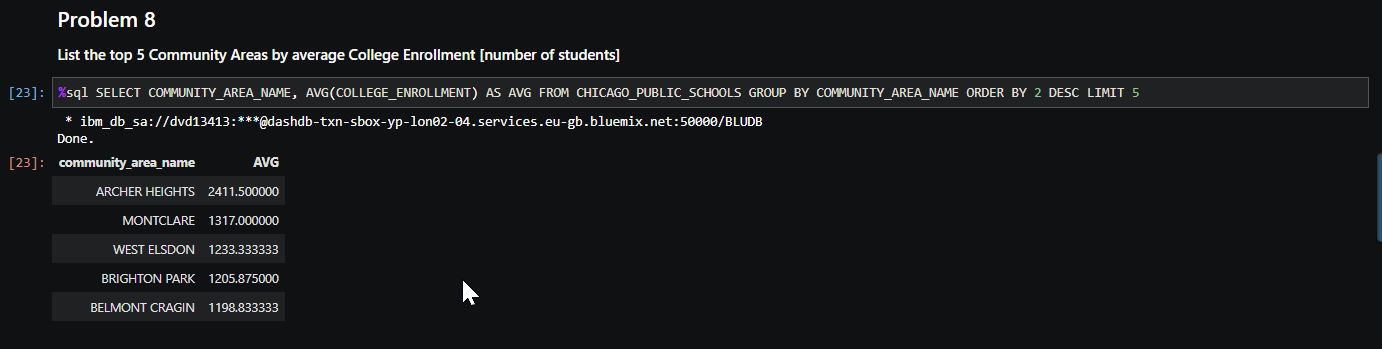 Problem 8
List the top 5 Community Areas by average College Enrollment [number of students]
[23]: %sql SELECT COMMUNITY_AREA_NAME, AVG(COLLEGE_ENROLLMENT) AS AVG FROM CHICAGO_PUBLIC_SCHOOLS GROUP BY COMMUNITY_AREA_NAME ORDER BY 2 DESC LIMIT 5
* ibm_db_sa://dvd13413:***@dashdb-txn-sbox-yp-lon02-04.services.eu-gb.bluemix.net:50000/BLUDB
Done.
[23]: community_area_name AVG
ARCHER HEIGHTS 2411.500000
MONTCLARE 1317.000000
WEST ELSDON 1233.333333
BRIGHTON PARK 1205.875000
BELMONT CRAGIN 1198.833333